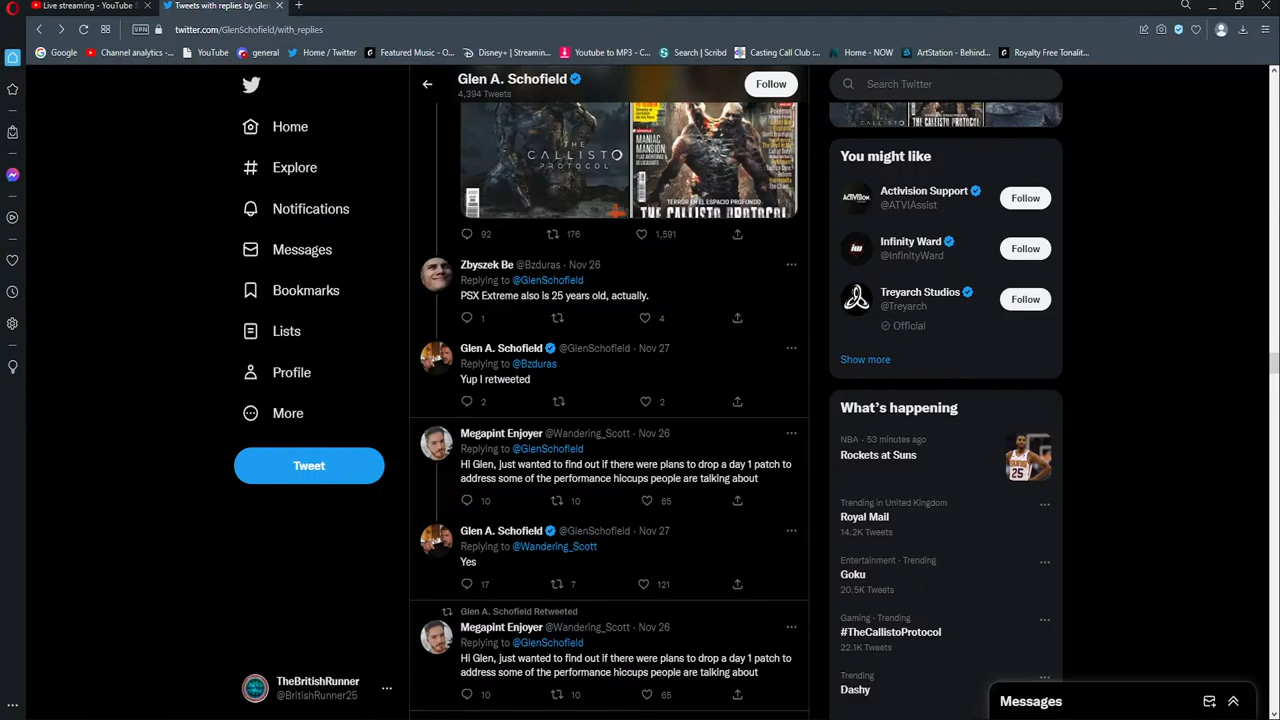 Live streaming - YouTube S
Tweets with replies by Glen
VPN
twitter.com/GlenSchofield/with_replies
Google
Channel analytics -...
YouTube
general
Home / Twitter
Featured Music - O...
Disney+ | Streamin...
Youtube to MP3 - C...
Search | Scribd
Casting Call Club :...
Home - NOW
ArtStation - Behind...
Royalty Free Tonalit...
Home
Explore
Notifications
Messages
Bookmarks
Lists
Profile
More
Tweet
TheBritishRunner
@BritishRunner25
Glen A. Schofield
4,394 Tweets
Follow
THE
CALLISTO
PROTOCOL
MANIAC
MANSION
TERROR EN EL ESPACIO PROFUNDO
THE CALLISTO PROTOCOL
92 176 1,591
Zbyszek Be @Bzduras · Nov 26
Replying to @GlenSchofield
PSX Extreme also is 25 years old, actually.
1 4
Glen A. Schofield @GlenSchofield · Nov 27
Replying to @Bzduras
Yup I retweeted
2 2
Megapint Enjoyer @Wandering_Scott · Nov 26
Replying to @GlenSchofield
Hi Glen, just wanted to find out if there were plans to drop a day 1 patch to
address some of the performance hiccups people are talking about
10 10 65
Glen A. Schofield @GlenSchofield · Nov 27
Replying to @Wandering_Scott
Yes
17 7 121
Glen A. Schofield Retweeted
Megapint Enjoyer @Wandering_Scott · Nov 26
Replying to @GlenSchofield
Hi Glen, just wanted to find out if there were plans to drop a day 1 patch to
address some of the performance hiccups people are talking about
10 10 65
Search Twitter
You might like
Activision Support
@ATVIAssist
Follow
Infinity Ward
@InfinityWard
Follow
Treyarch Studios
@Treyarch
Official
Follow
Show more
What's happening
NBA · 53 minutes ago
Rockets at Suns
Trending in United Kingdom
Royal Mail
14.2K Tweets
Entertainment · Trending
Goku
20.5K Tweets
Gaming · Trending
#TheCallistoProtocol
22.1K Tweets
Trending
Dashy
Messages